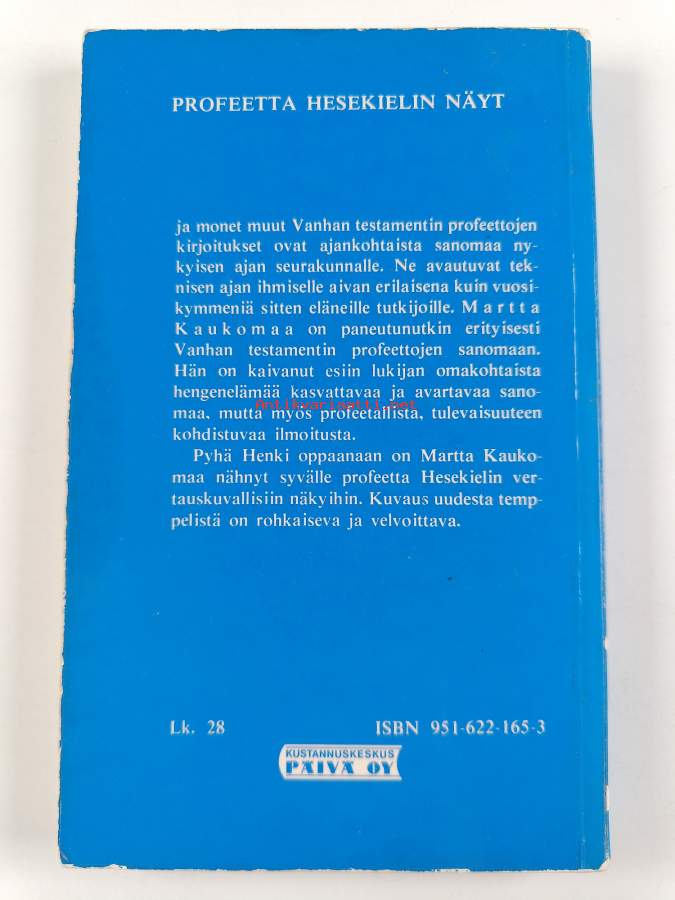 PROFEETTA HESEKIELIN NÄYT
ja monet muut Vanhan testamentin profeettojen
kirjoitukset ovat ajankohtaista sanomaa ny-
kyisen ajan seurakunnalle. Ne avautuvat tek-
nisen ajan ihmiselle aivan erilaisena kuin vuosi-
kymmeniä sitten eläneille tutkijoille. Martta
Kaukomaa on paneutunutkin erityisesti
Vanhan testamentin profeettojen sanomaan.
Hän on kaivanut esiin lukijan omakohtaista
hengenelämää kasvattavaa ja avartavaa sano-
Antikvariaatti.net
maa, mutta myös profeetallista, tulevaisuuteen
kohdistuvaa ilmoitusta.
Pyhä Henki oppaanaan on Martta Kauko-
maa nähnyt syvälle profeetta Hesekielin ver-
tauskuvallisiin näkyihin. Kuvaus uudesta temp-
pelistä on rohkaiseva ja velvoittava.
Lk. 28 ISBN 951-622-165-3
KUSTANNUSKESKUS
PÄIVÄ OY